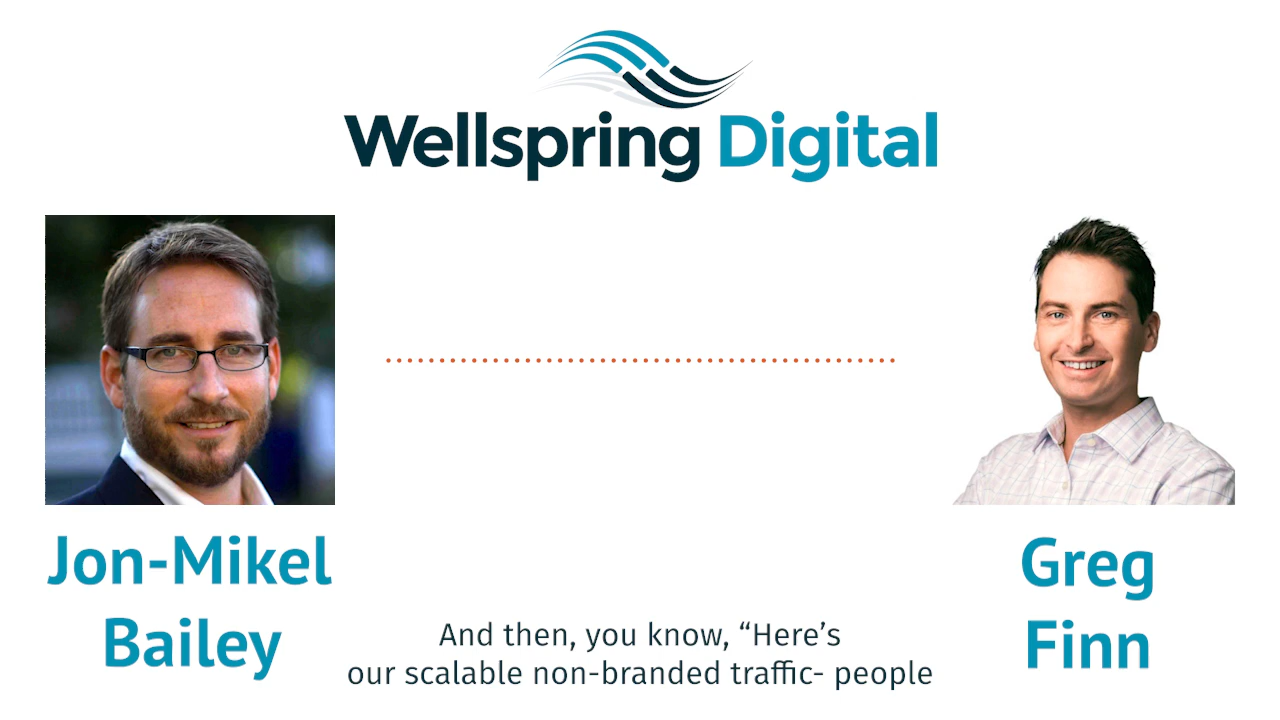 Wellspring Digital
Jon-Mikel
Bailey
Greg
Finn
And then, you know, “Here’s
our scalable non-branded traffic- people